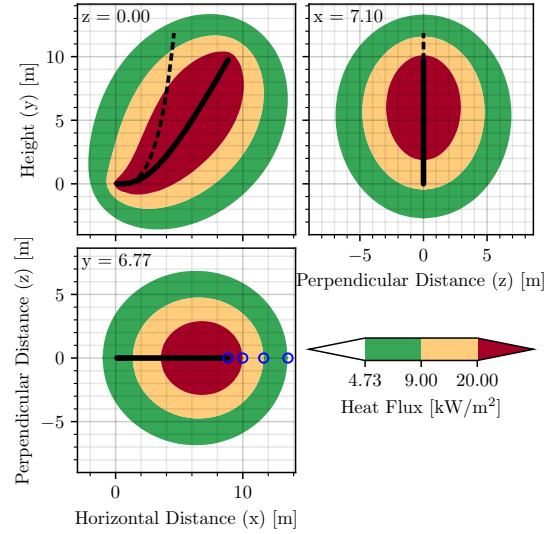 z = 0.00
x = 7.10
10
5
0
Height (y) [m]
−5
0
5
Perpendicular Distance (z) [m]
y = 6.77
5
0
−5
Perpendicular Distance (z) [m]
0
10
Horizontal Distance (x) [m]
4.73
9.00
20.00
Heat Flux [kW/m²]